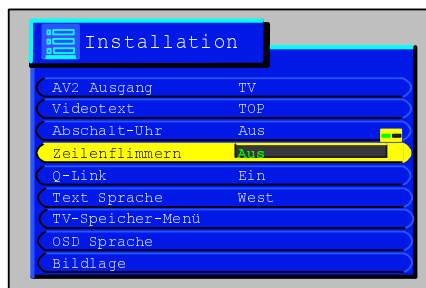 Installation
AV2 Ausgang TV
Videotext TOP
Abschalt-Uhr Aus
Zeilenflimmern Aus
Q-Link Ein
Text Sprache West
TV-Speicher-Menü
OSD Sprache
Bildlage